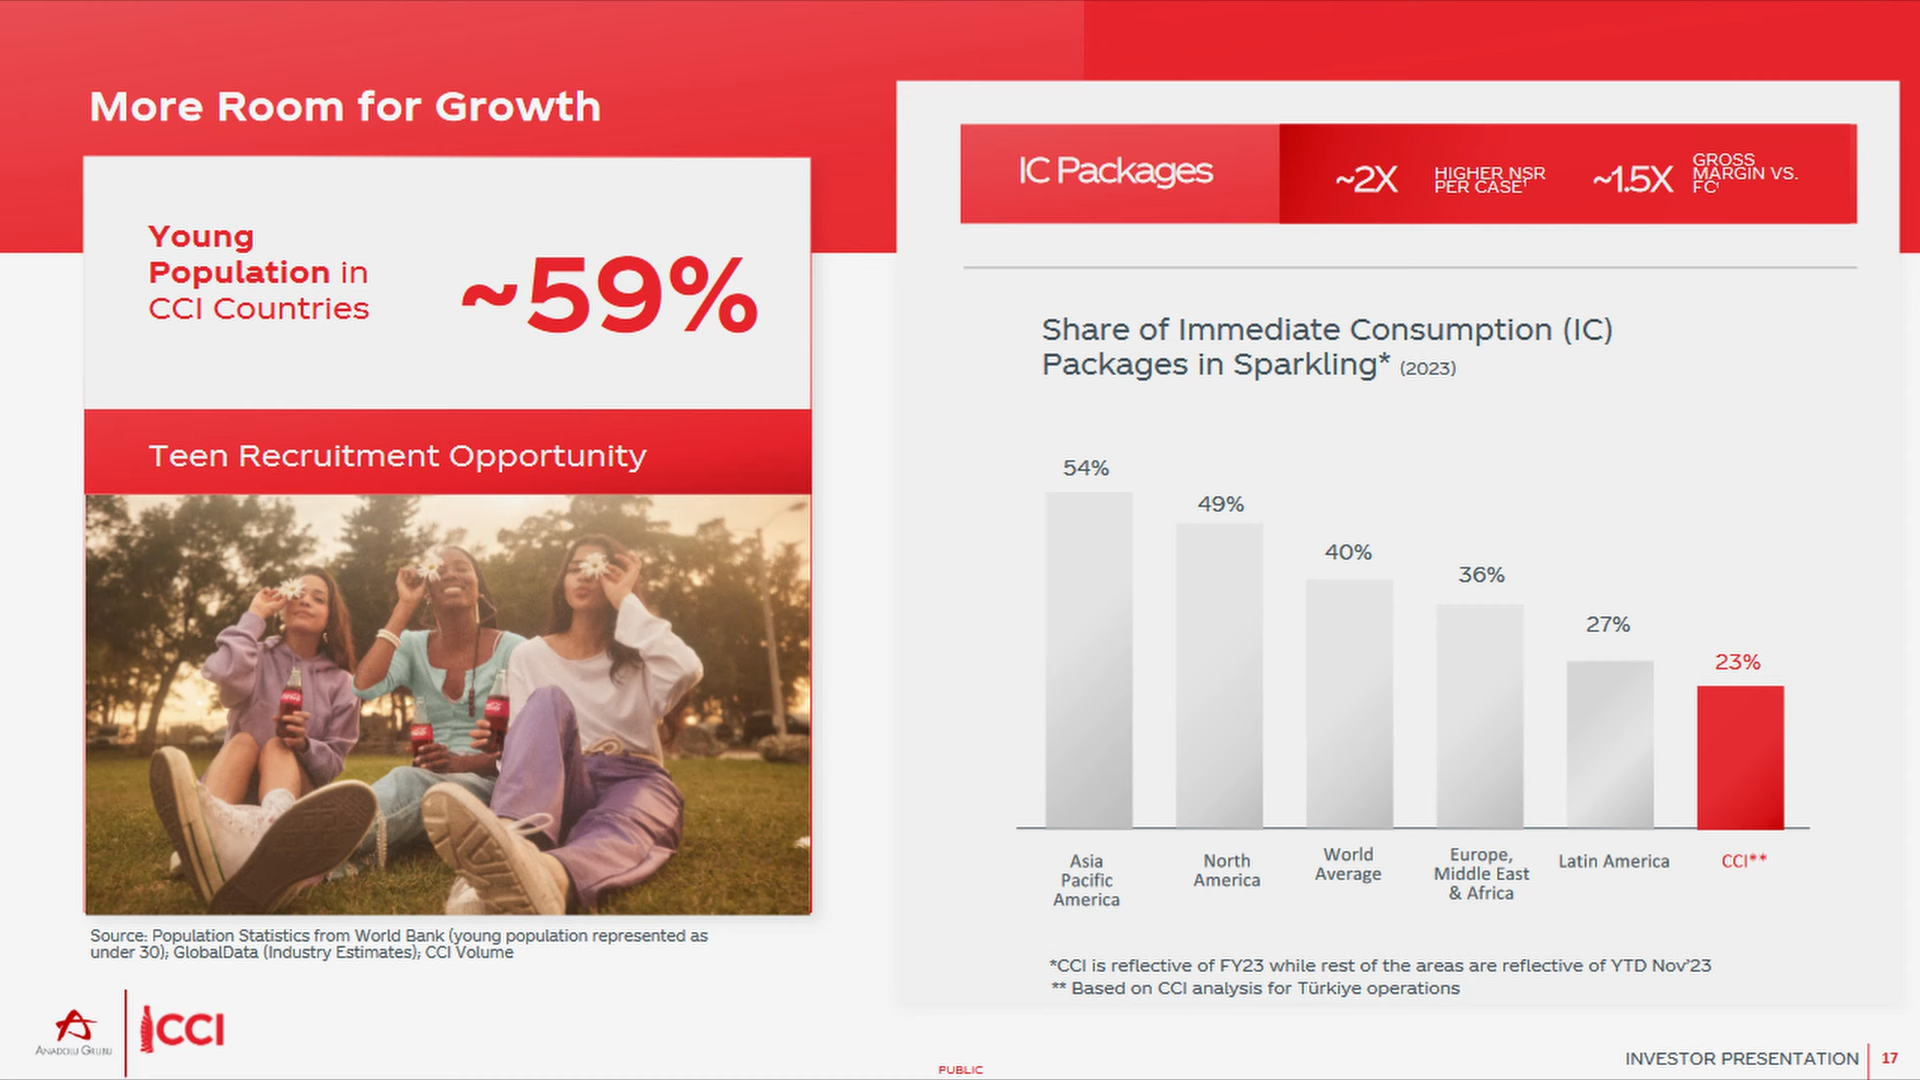 More Room for Growth
Young
Population in
CCI Countries
~59%
Teen Recruitment Opportunity
Source: Population Statistics from World Bank (young population represented as
under 30); GlobalData (Industry Estimates); CCI Volume
IC Packages
~2X
HIGHER NSR
PER CASE¹
~1.5X
GROSS
MARGIN VS.
FC¹
Share of Immediate Consumption (IC)
Packages in Sparkling* (2023)
54%
49%
40%
36%
27%
23%
Asia
Pacific
America
North
America
World
Average
Europe,
Middle East
& Africa
Latin America
CCI**
*CCI is reflective of FY23 while rest of the areas are reflective of YTD Nov’23
** Based on CCI analysis for Türkiye operations
ANADOLU GRUBU
CCI
PUBLIC
INVESTOR PRESENTATION
17